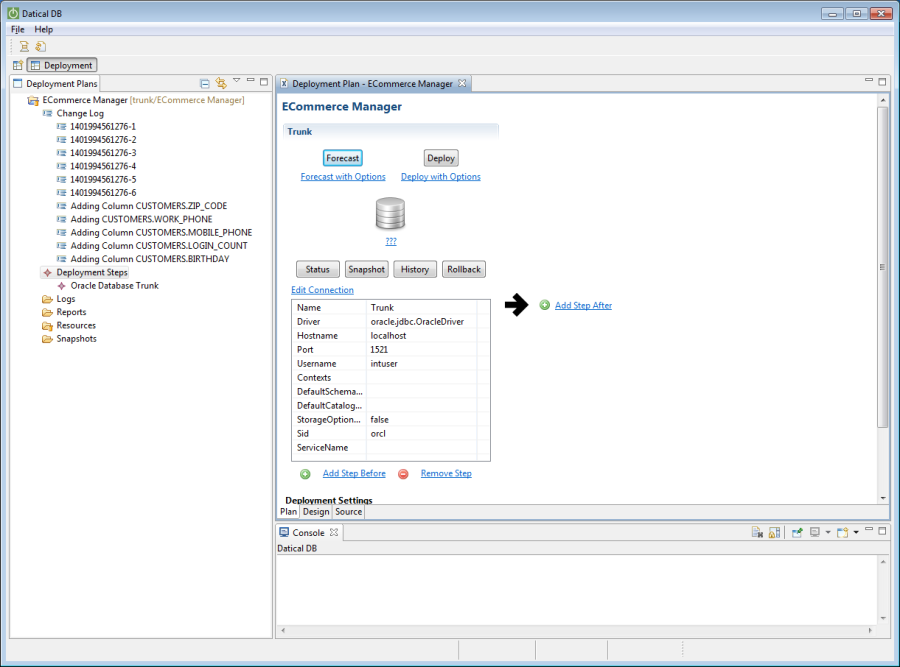 Datical DB
File Help
Deployment
Deployment Plans
ECommerce Manager [trunk/ECommerce Manager]
Change Log
1401994561276-1
1401994561276-2
1401994561276-3
1401994561276-4
1401994561276-5
1401994561276-6
Adding Column CUSTOMERS.ZIP_CODE
Adding CUSTOMERS.WORK_PHONE
Adding Column CUSTOMERS.MOBILE_PHONE
Adding Column CUSTOMERS.LOGIN_COUNT
Adding Column CUSTOMERS.BIRTHDAY
Deployment Steps
Oracle Database Trunk
Logs
Reports
Resources
Snapshots
Deployment Plan - ECommerce Manager
ECommerce Manager
Trunk
Forecast Deploy
Forecast with Options Deploy with Options
???
Status Snapshot History Rollback
Edit Connection
Name Trunk
Driver oracle.jdbc.OracleDriver
Hostname localhost
Port 1521
Username intuser
Contexts
DefaultSchema...
DefaultCatalog...
StorageOption... false
Sid orcl
ServiceName
Add Step After
Add Step Before Remove Step
Deployment Settings
Plan Design Source
Console
Datical DB